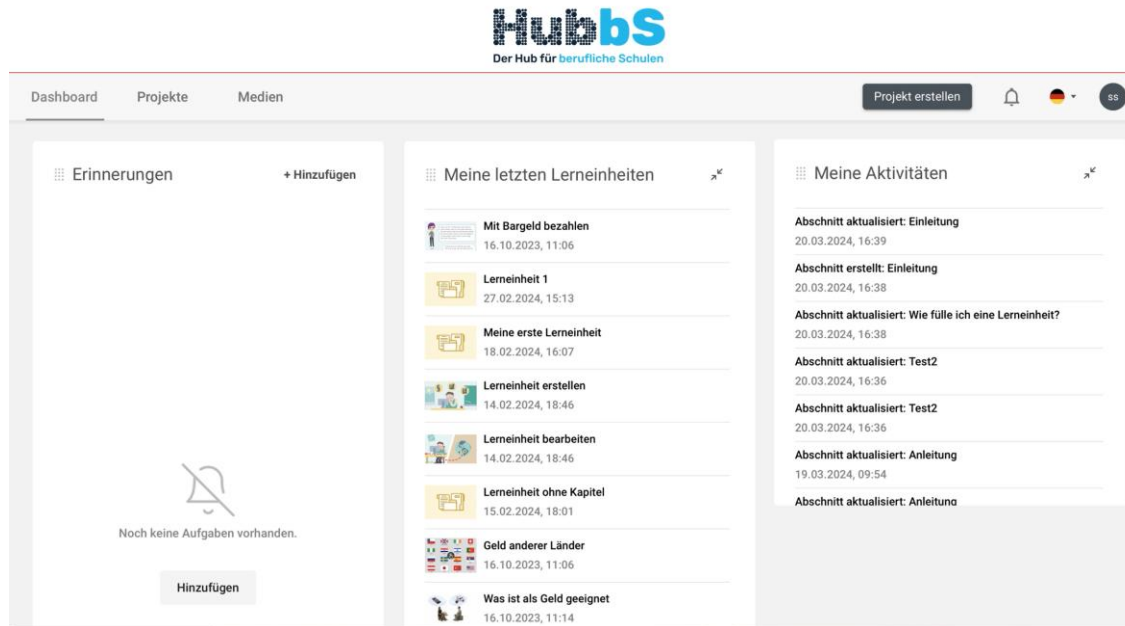 HubbS
Der Hub für berufliche Schulen
Dashboard Projekte Medien Projekt erstellen ss
Erinnerungen + Hinzufügen
Noch keine Aufgaben vorhanden.
Hinzufügen
Meine letzten Lerneinheiten
Mit Bargeld bezahlen
16.10.2023, 11:06
Lerneinheit 1
27.02.2024, 15:13
Meine erste Lerneinheit
18.02.2024, 16:07
Lerneinheit erstellen
14.02.2024, 18:46
Lerneinheit bearbeiten
14.02.2024, 18:46
Lerneinheit ohne Kapitel
15.02.2024, 18:01
Geld anderer Länder
16.10.2023, 11:06
Was ist als Geld geeignet
16.10.2023, 11:14
Meine Aktivitäten
Abschnitt aktualisiert: Einleitung
20.03.2024, 16:39
Abschnitt erstellt: Einleitung
20.03.2024, 16:38
Abschnitt aktualisiert: Wie fülle ich eine Lerneinheit?
20.03.2024, 16:38
Abschnitt aktualisiert: Test2
20.03.2024, 16:36
Abschnitt aktualisiert: Test2
20.03.2024, 16:36
Abschnitt aktualisiert: Anleitung
19.03.2024, 09:54
Abschnitt aktualisiert: Anleitung